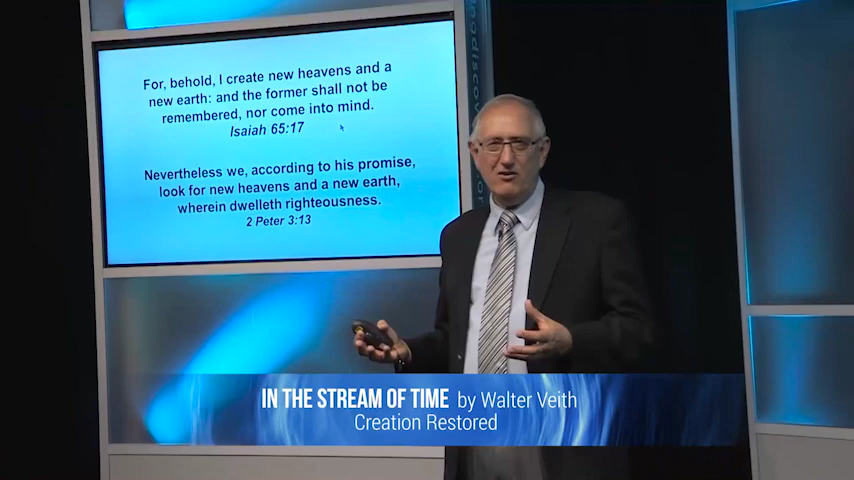 For, behold, I create new heavens and a
new earth: and the former shall not be
remembered, nor come into mind.
Isaiah 65:17
Nevertheless we, according to his promise,
look for new heavens and a new earth,
wherein dwelleth righteousness.
2 Peter 3:13
IN THE STREAM OF TIME by Walter Veith
Creation Restored